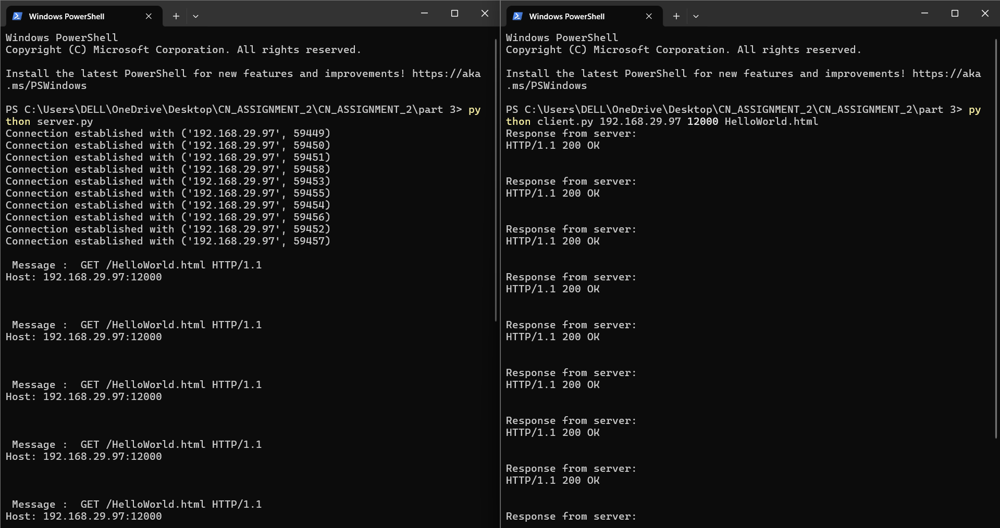 Windows PowerShell
Windows PowerShell
Copyright (C) Microsoft Corporation. All rights reserved.
Install the latest PowerShell for new features and improvements! https://aka
.ms/PSWindows
PS C:\Users\DELL\OneDrive\Desktop\CN_ASSIGNMENT_2\CN_ASSIGNMENT_2\part 3> py
thon server.py
Connection established with ('192.168.29.97', 59449)
Connection established with ('192.168.29.97', 59450)
Connection established with ('192.168.29.97', 59451)
Connection established with ('192.168.29.97', 59458)
Connection established with ('192.168.29.97', 59453)
Connection established with ('192.168.29.97', 59455)
Connection established with ('192.168.29.97', 59454)
Connection established with ('192.168.29.97', 59456)
Connection established with ('192.168.29.97', 59452)
Connection established with ('192.168.29.97', 59457)
Message :  GET /HelloWorld.html HTTP/1.1
Host: 192.168.29.97:12000
Message :  GET /HelloWorld.html HTTP/1.1
Host: 192.168.29.97:12000
Message :  GET /HelloWorld.html HTTP/1.1
Host: 192.168.29.97:12000
Message :  GET /HelloWorld.html HTTP/1.1
Host: 192.168.29.97:12000
Message :  GET /HelloWorld.html HTTP/1.1
Host: 192.168.29.97:12000
Windows PowerShell
Windows PowerShell
Copyright (C) Microsoft Corporation. All rights reserved.
Install the latest PowerShell for new features and improvements! https://aka
.ms/PSWindows
PS C:\Users\DELL\OneDrive\Desktop\CN_ASSIGNMENT_2\CN_ASSIGNMENT_2\part 3> py
thon client.py 192.168.29.97 12000 HelloWorld.html
Response from server:
HTTP/1.1 200 OK
Response from server:
HTTP/1.1 200 OK
Response from server:
HTTP/1.1 200 OK
Response from server:
HTTP/1.1 200 OK
Response from server:
HTTP/1.1 200 OK
Response from server:
HTTP/1.1 200 OK
Response from server:
HTTP/1.1 200 OK
Response from server:
HTTP/1.1 200 OK
Response from server: